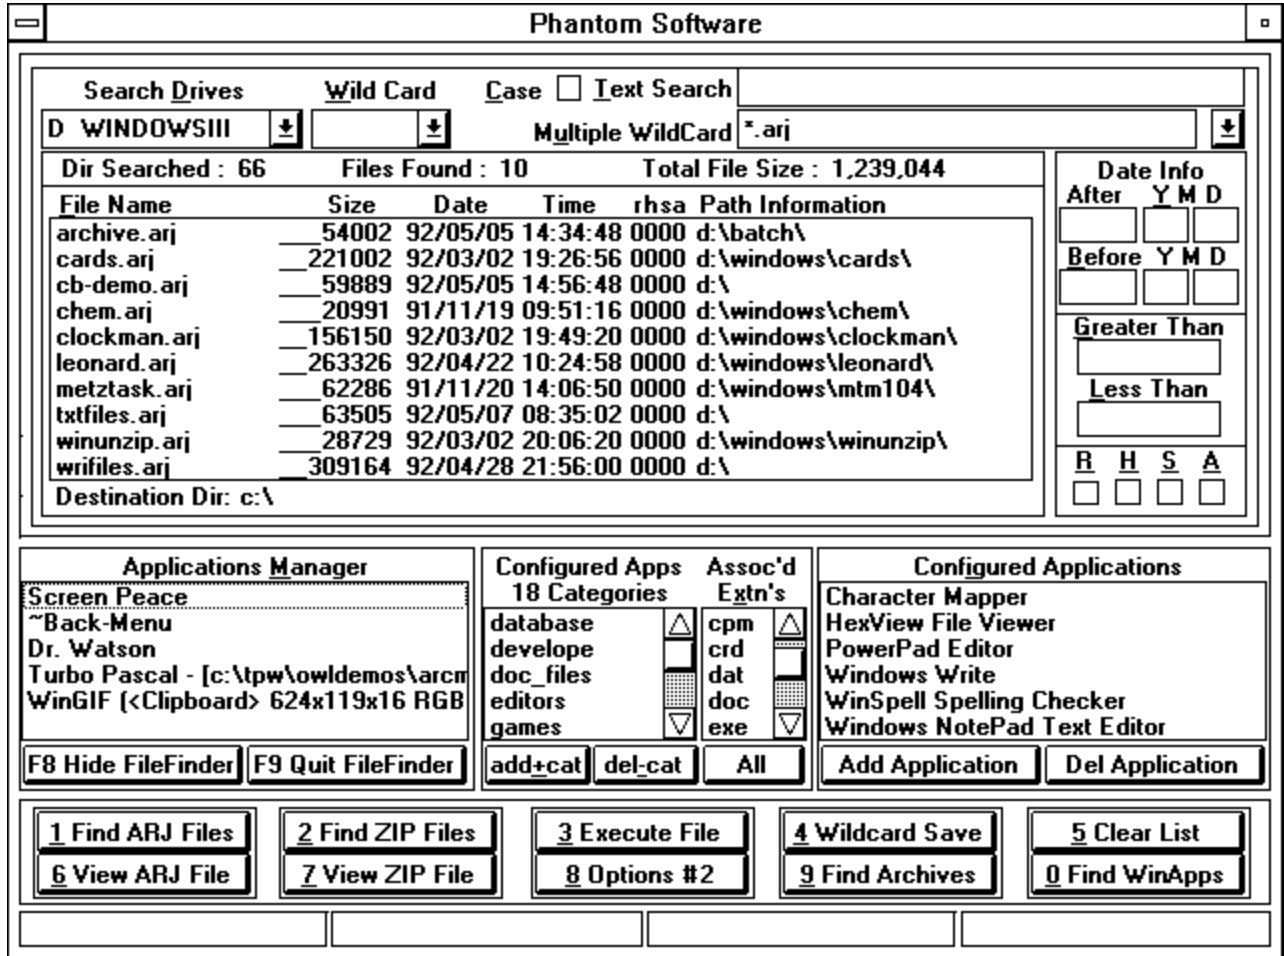 Phantom Software
Search Drives Wild Card Case Text Search
D WINDOWSIII Multiple WildCard *.arj
Dir Searched : 66 Files Found : 10 Total File Size : 1,239,044
File Name Size Date Time rhsa Path Information
archive.arj ___54002 92/05/05 14:34:48 0000 d:\batch\
cards.arj __221002 92/03/02 19:26:56 0000 d:\windows\cards\
cb-demo.arj ___59889 92/05/05 14:56:48 0000 d:\
chem.arj ___20991 91/11/19 09:51:16 0000 d:\windows\chem\
clockman.arj __156150 92/03/02 19:49:20 0000 d:\windows\clockman\
leonard.arj __263326 92/04/22 10:24:58 0000 d:\windows\leonard\
metztask.arj ___62286 91/11/20 14:06:50 0000 d:\windows\mtm104\
txtfiles.arj ___63505 92/05/07 08:35:02 0000 d:\
winunzip.arj ___28729 92/03/02 20:06:20 0000 d:\windows\winunzip\
wrifiles.arj __309164 92/04/28 21:56:00 0000 d:\
Destination Dir: c:\
Date Info
After Y M D
Before Y M D
Greater Than
Less Than
R H S A
Applications Manager
Screen Peace
~Back-Menu
Dr. Watson
Turbo Pascal - [c:\tpw\owldemos\arcm
WinGIF (<Clipboard> 624x119x16 RGB
F8 Hide FileFinder F9 Quit FileFinder
Configured Apps
18 Categories
database
develope
doc_files
editors
games
add+cat del-cat
Assoc'd
Extn's
cpm
crd
dat
doc
exe
All
Configured Applications
Character Mapper
HexView File Viewer
PowerPad Editor
Windows Write
WinSpell Spelling Checker
Windows NotePad Text Editor
Add Application Del Application
1 Find ARJ Files 2 Find ZIP Files 3 Execute File 4 Wildcard Save 5 Clear List
6 View ARJ File 7 View ZIP File 8 Options #2 9 Find Archives 0 Find WinApps